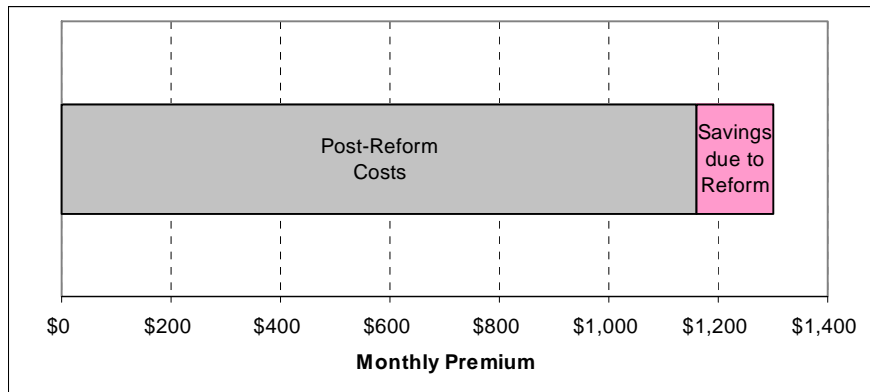 Post-Reform
Costs
Savings
due to
Reform
$0 $200 $400 $600 $800 $1,000 $1,200 $1,400
Monthly Premium